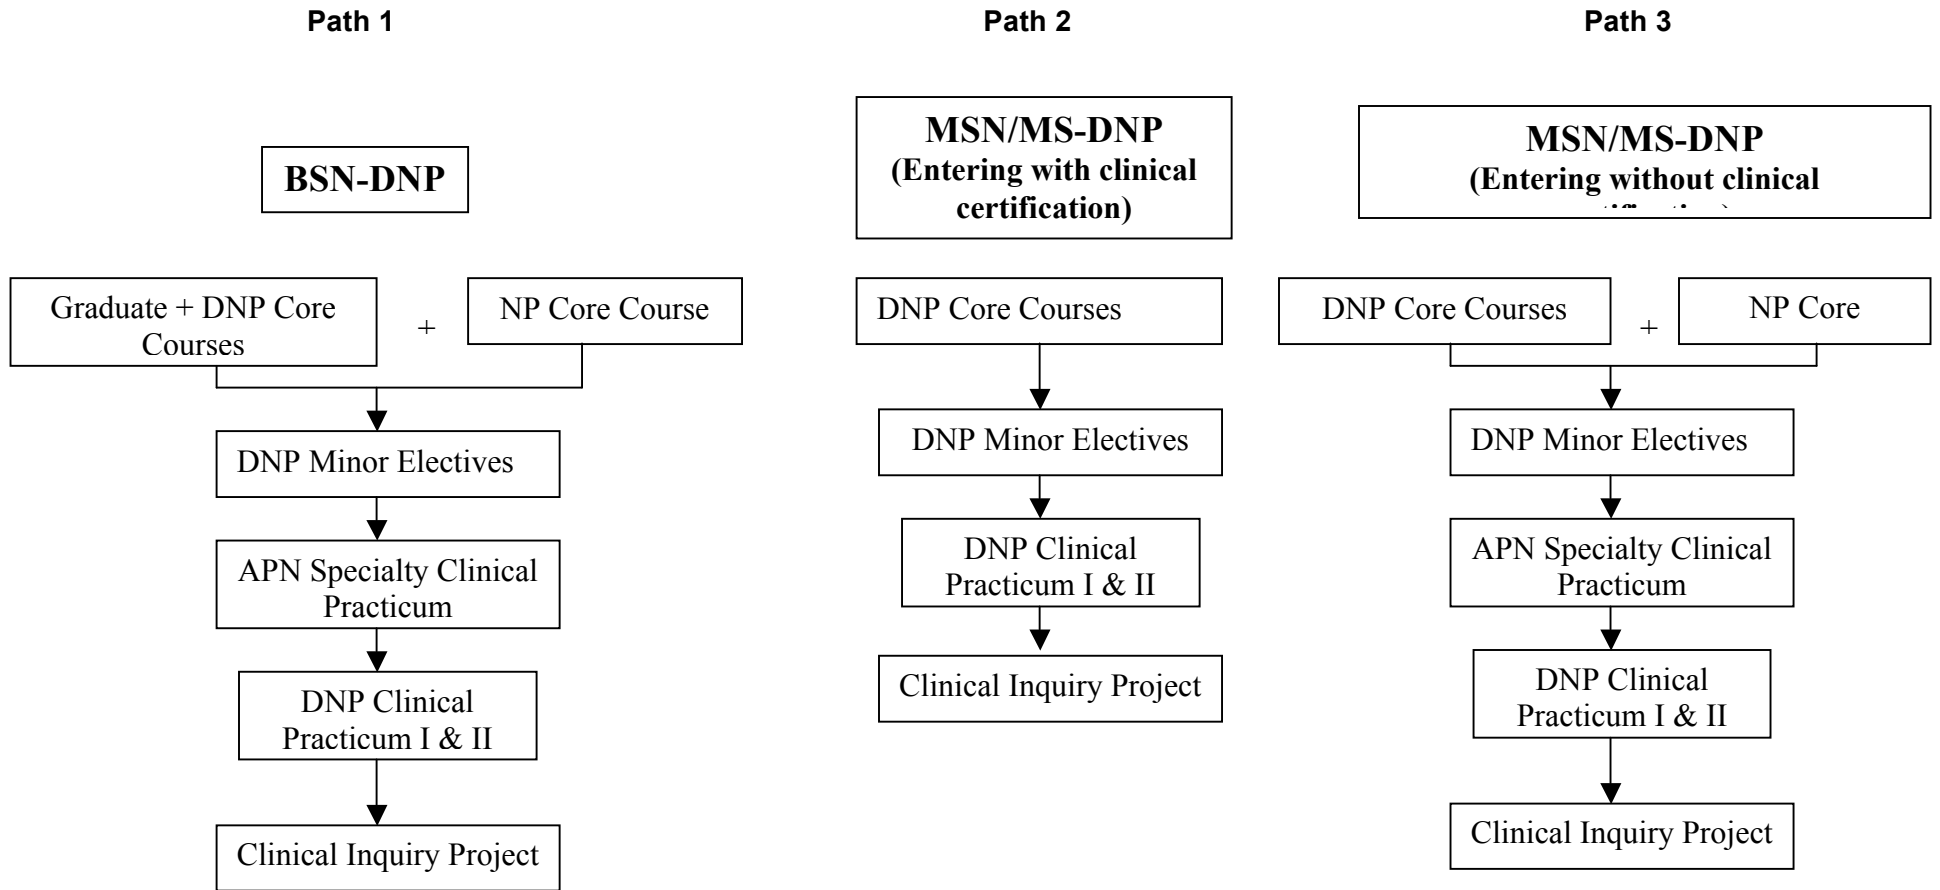 Path 1
Path 2
Path 3
BSN-DNP
MSN/MS-DNP
(Entering with clinical
certification)
MSN/MS-DNP
(Entering without clinical
Graduate + DNP Core
Courses
+
NP Core Course
DNP Core Courses
DNP Core Courses
+
NP Core
DNP Minor Electives
DNP Minor Electives
DNP Minor Electives
APN Specialty Clinical
Practicum
DNP Clinical
Practicum I & II
APN Specialty Clinical
Practicum
DNP Clinical
Practicum I & II
Clinical Inquiry Project
DNP Clinical
Practicum I & II
Clinical Inquiry Project
Clinical Inquiry Project